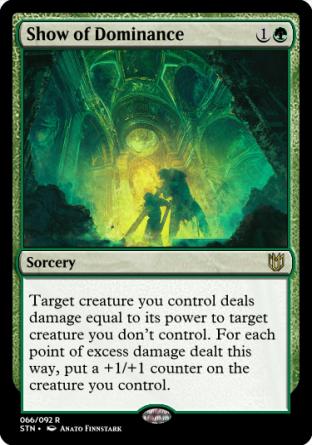 Show of Dominance 1
Sorcery
Target creature you control deals
damage equal to its power to target
creature you don't control. For each
point of excess damage dealt this
way, put a +1/+1 counter on the
creature you control.
066/092 R
STN • Anato Finnstark